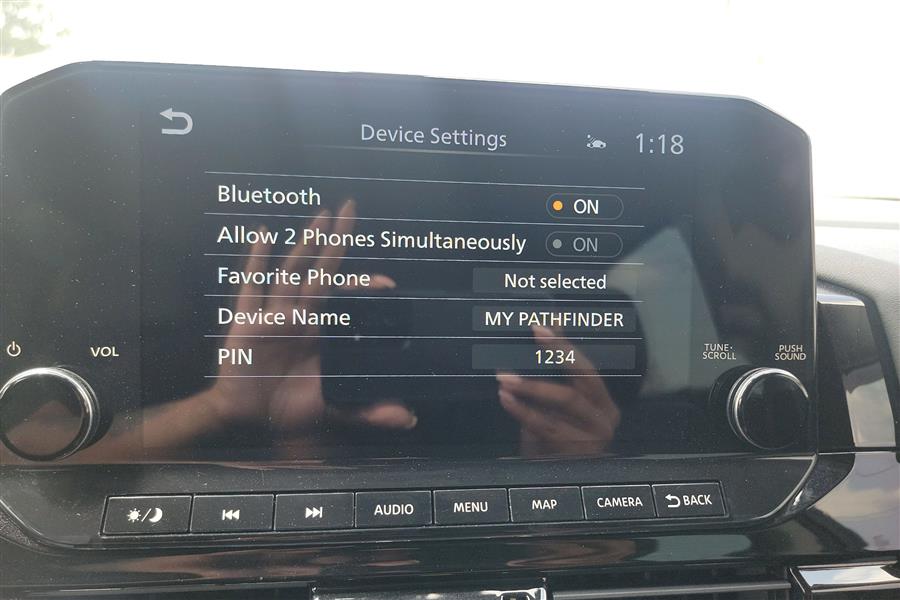 Device Settings 1:18
Bluetooth ON
Allow 2 Phones Simultaneously ON
Favorite Phone Not selected
Device Name MY PATHFINDER
PIN 1234
VOL
TUNE·
SCROLL
PUSH
SOUND
AUDIO MENU MAP CAMERA BACK